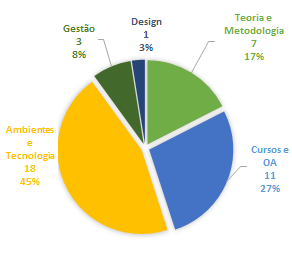 Design
1
3%
Teoria e
Metodologia
7
17%
Cursos e
OA
11
27%
Ambientes
e
Tecnologia
18
45%
Gestão
3
8%